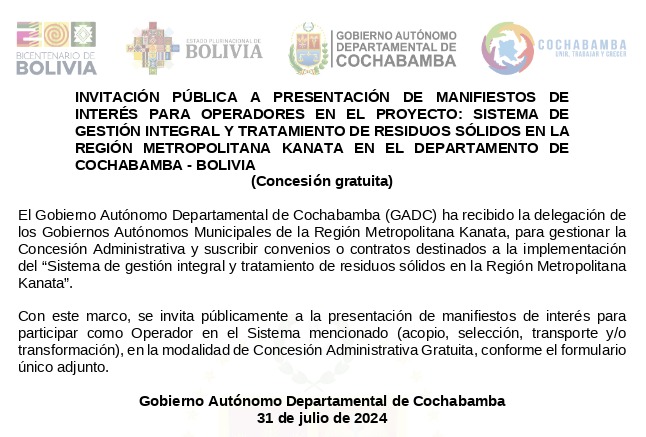 BICENTENARIO DE
BOLIVIA
ESTADO PLURINACIONAL DE
BOLIVIA
GOBIERNO AUTÓNOMO
DEPARTAMENTAL DE
COCHABAMBA
COCHABAMBA
UNIR, TRABAJAR Y CRECER
INVITACIÓN PÚBLICA A PRESENTACIÓN DE MANIFIESTOS DE
INTERÉS PARA OPERADORES EN EL PROYECTO: SISTEMA DE
GESTIÓN INTEGRAL Y TRATAMIENTO DE RESIDUOS SÓLIDOS EN LA
REGIÓN METROPOLITANA KANATA EN EL DEPARTAMENTO DE
COCHABAMBA - BOLIVIA
(Concesión gratuita)
El Gobierno Autónomo Departamental de Cochabamba (GADC) ha recibido la delegación de
los Gobiernos Autónomos Municipales de la Región Metropolitana Kanata, para gestionar la
Concesión Administrativa y suscribir convenios o contratos destinados a la implementación
del “Sistema de gestión integral y tratamiento de residuos sólidos en la Región Metropolitana
Kanata”.
Con este marco, se invita públicamente a la presentación de manifiestos de interés para
participar como Operador en el Sistema mencionado (acopio, selección, transporte y/o
transformación), en la modalidad de Concesión Administrativa Gratuita, conforme el formulario
único adjunto.
Gobierno Autónomo Departamental de Cochabamba
31 de julio de 2024